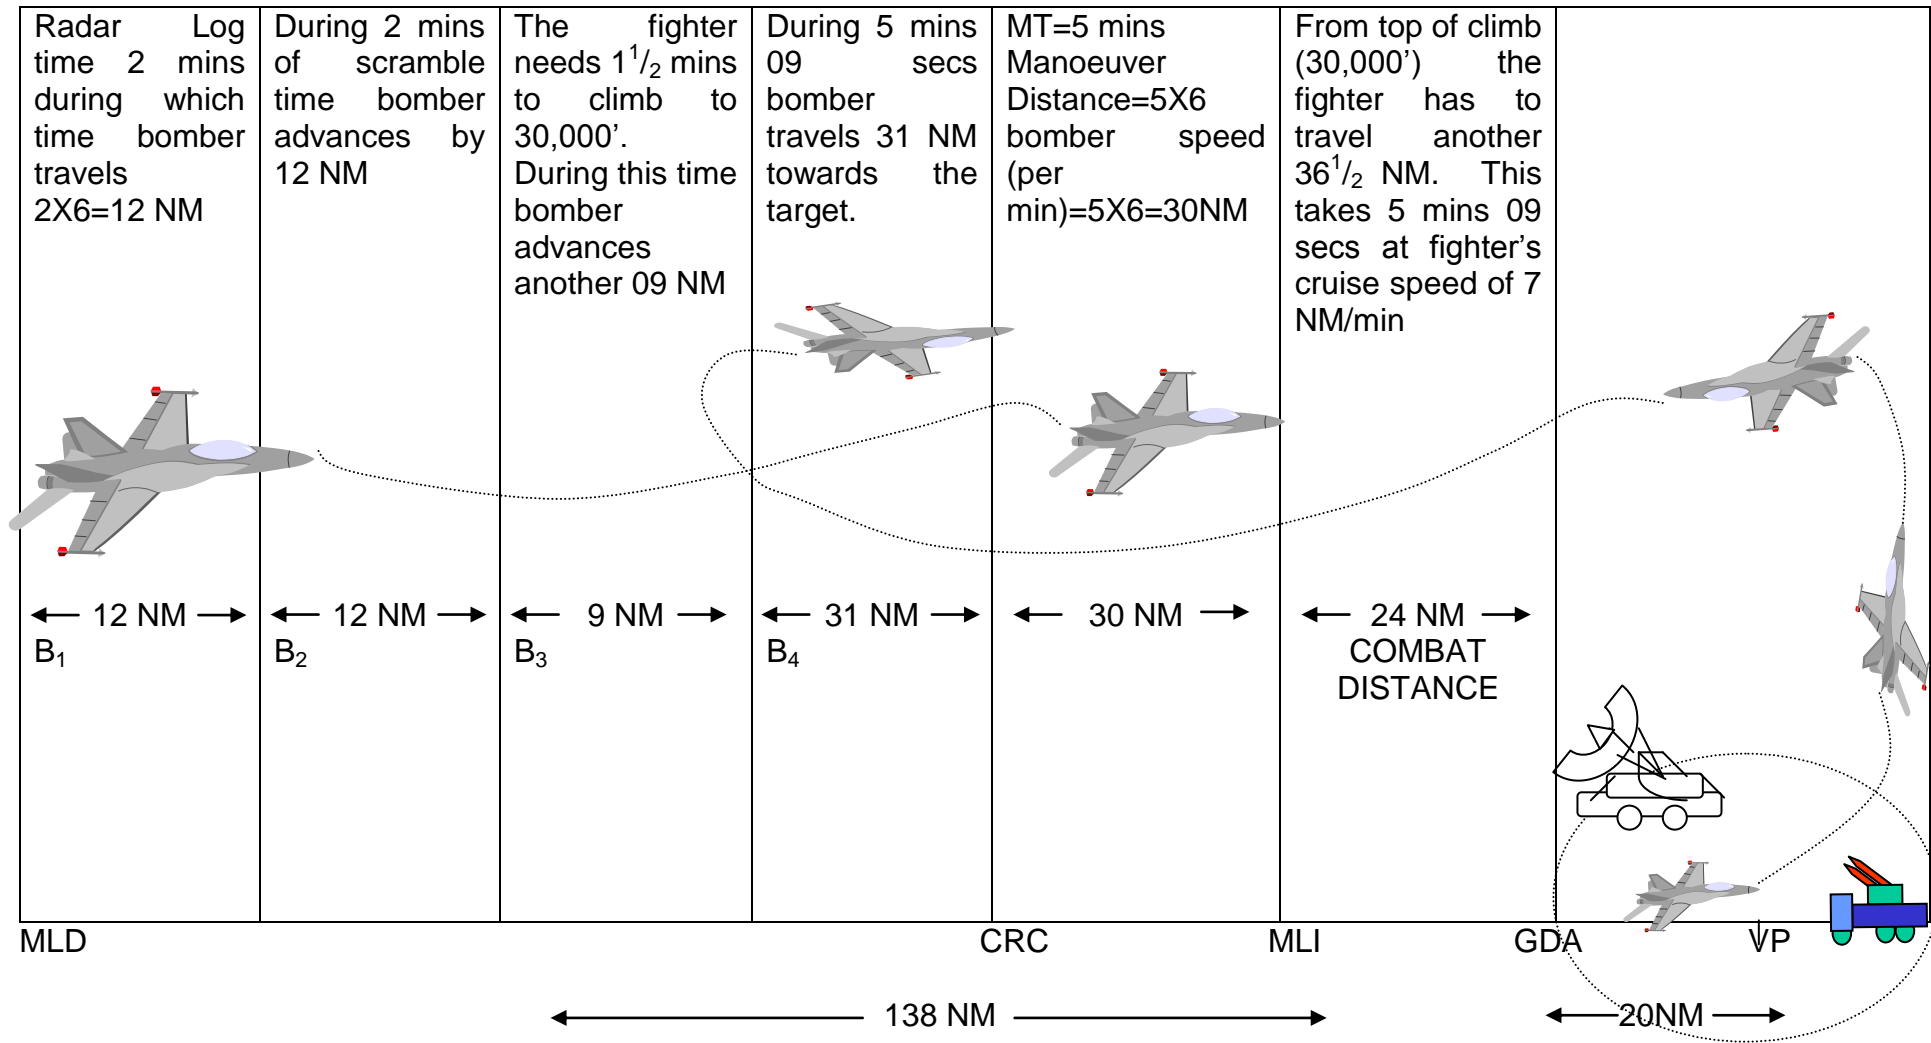 Radar Log
time 2 mins
during which
time bomber
travels
2X6=12 NM
During 2 mins
of scramble
time bomber
advances by
12 NM
The fighter
needs 1¹/₂ mins
to climb to
30,000'.
During this time
bomber
advances
another 09 NM
During 5 mins
09 secs
bomber
travels 31 NM
towards the
target.
MT=5 mins
Manoeuver
Distance=5X6
bomber speed
(per
min)=5X6=30NM
From top of climb
(30,000') the
fighter has to
travel another
36¹/₂ NM. This
takes 5 mins 09
secs at fighter's
cruise speed of 7
NM/min
12 NM
B₁
12 NM
B₂
9 NM
B₃
31 NM
B₄
30 NM
24 NM
COMBAT
DISTANCE
MLD
CRC
MLI
GDA
VP
138 NM
20NM